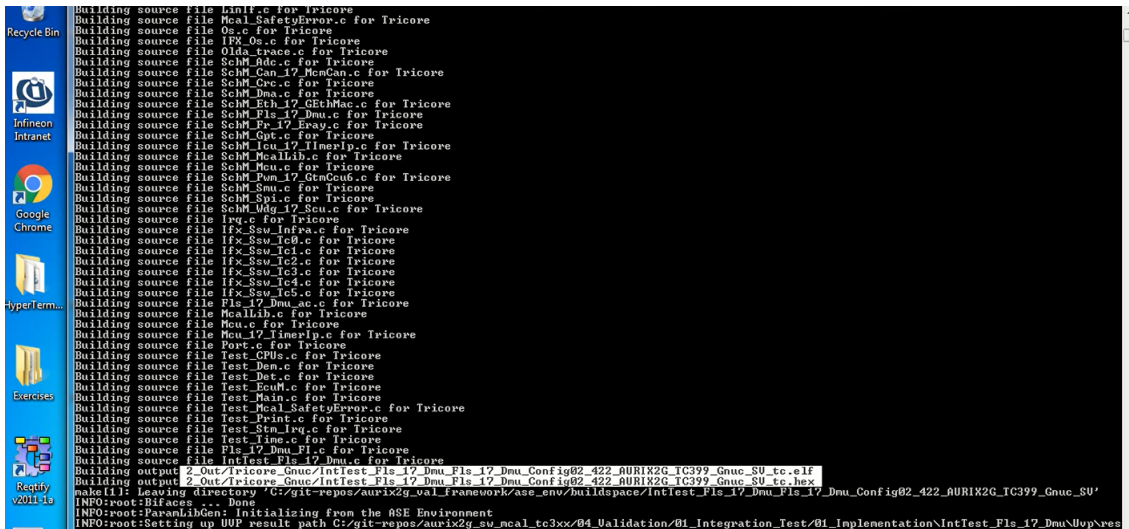 Recycle Bin
Infineon
Intranet
Google
Chrome
HyperTerm...
Exercises
Reqtify
v2011-1a
Building source file LinIf.c for Tricore
Building source file Mcal_SafetyError.c for Tricore
Building source file Os.c for Tricore
Building source file IFX_Os.c for Tricore
Building source file Olda_trace.c for Tricore
Building source file SchM_Adc.c for Tricore
Building source file SchM_Can_17_McmCan.c for Tricore
Building source file SchM_Crc.c for Tricore
Building source file SchM_Dma.c for Tricore
Building source file SchM_Eth_17_GEthMac.c for Tricore
Building source file SchM_Fls_17_Dmu.c for Tricore
Building source file SchM_Fr_17_Eray.c for Tricore
Building source file SchM_Gpt.c for Tricore
Building source file SchM_Icu_17_TImerIp.c for Tricore
Building source file SchM_McalLib.c for Tricore
Building source file SchM_Mcu.c for Tricore
Building source file SchM_Pwm_17_GtmCcu6.c for Tricore
Building source file SchM_Smu.c for Tricore
Building source file SchM_Spi.c for Tricore
Building source file SchM_Wdg_17_Scu.c for Tricore
Building source file Irq.c for Tricore
Building source file Ifx_Ssw_Infra.c for Tricore
Building source file Ifx_Ssw_Tc0.c for Tricore
Building source file Ifx_Ssw_Tc1.c for Tricore
Building source file Ifx_Ssw_Tc2.c for Tricore
Building source file Ifx_Ssw_Tc3.c for Tricore
Building source file Ifx_Ssw_Tc4.c for Tricore
Building source file Ifx_Ssw_Tc5.c for Tricore
Building source file Fls_17_Dmu_ac.c for Tricore
Building source file McalLib.c for Tricore
Building source file Mcu.c for Tricore
Building source file Mcu_17_TimerIp.c for Tricore
Building source file Port.c for Tricore
Building source file Test_CPUs.c for Tricore
Building source file Test_Dem.c for Tricore
Building source file Test_Det.c for Tricore
Building source file Test_EcuM.c for Tricore
Building source file Test_Main.c for Tricore
Building source file Test_Mcal_SafetyError.c for Tricore
Building source file Test_Print.c for Tricore
Building source file Test_Stm_Irq.c for Tricore
Building source file Test_Time.c for Tricore
Building source file Fls_17_Dmu_FI.c for Tricore
Building source file IntTest_Fls_17_Dmu.c for Tricore
Building output 2_Out/Tricore_Gnuc/IntTest_Fls_17_Dmu_Fls_17_Dmu_Config02_422_AURIX2G_TC399_Gnuc_SV_tc.elf
Building output 2_Out/Tricore_Gnuc/IntTest_Fls_17_Dmu_Fls_17_Dmu_Config02_422_AURIX2G_TC399_Gnuc_SV_tc.hex
make[1]: Leaving directory 'C:/git-repos/aurix2g_val_framework/ase_env/buildspace/IntTest_Fls_17_Dmu_Fls_17_Dmu_Config02_422_AURIX2G_TC399_Gnuc_SV'
INFO:root:Bifaces ... Done
INFO:root:ParamLibGen: Initializing from the ASE Environment
INFO:root:Setting up UVP result path C:/git-repos/aurix2g_sw_mcal_tc3xx/04_Validation/01_Integration_Test/01_Implementation\IntTest_Fls_17_Dmu\Uvp\res